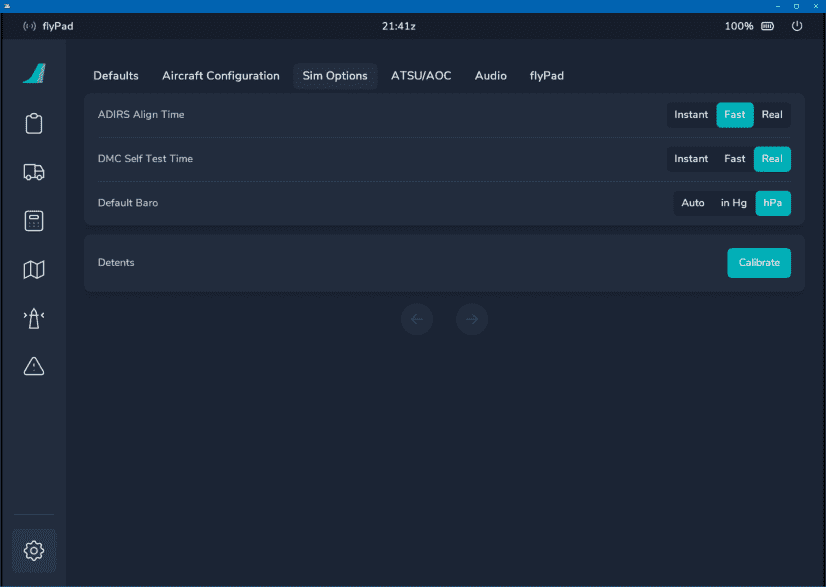 flyPad 21:41z 100%
Defaults Aircraft Configuration Sim Options ATSU/AOC Audio flyPad
ADIRS Align Time Instant Fast Real
DMC Self Test Time Instant Fast Real
Default Baro Auto in Hg hPa
Detents Calibrate